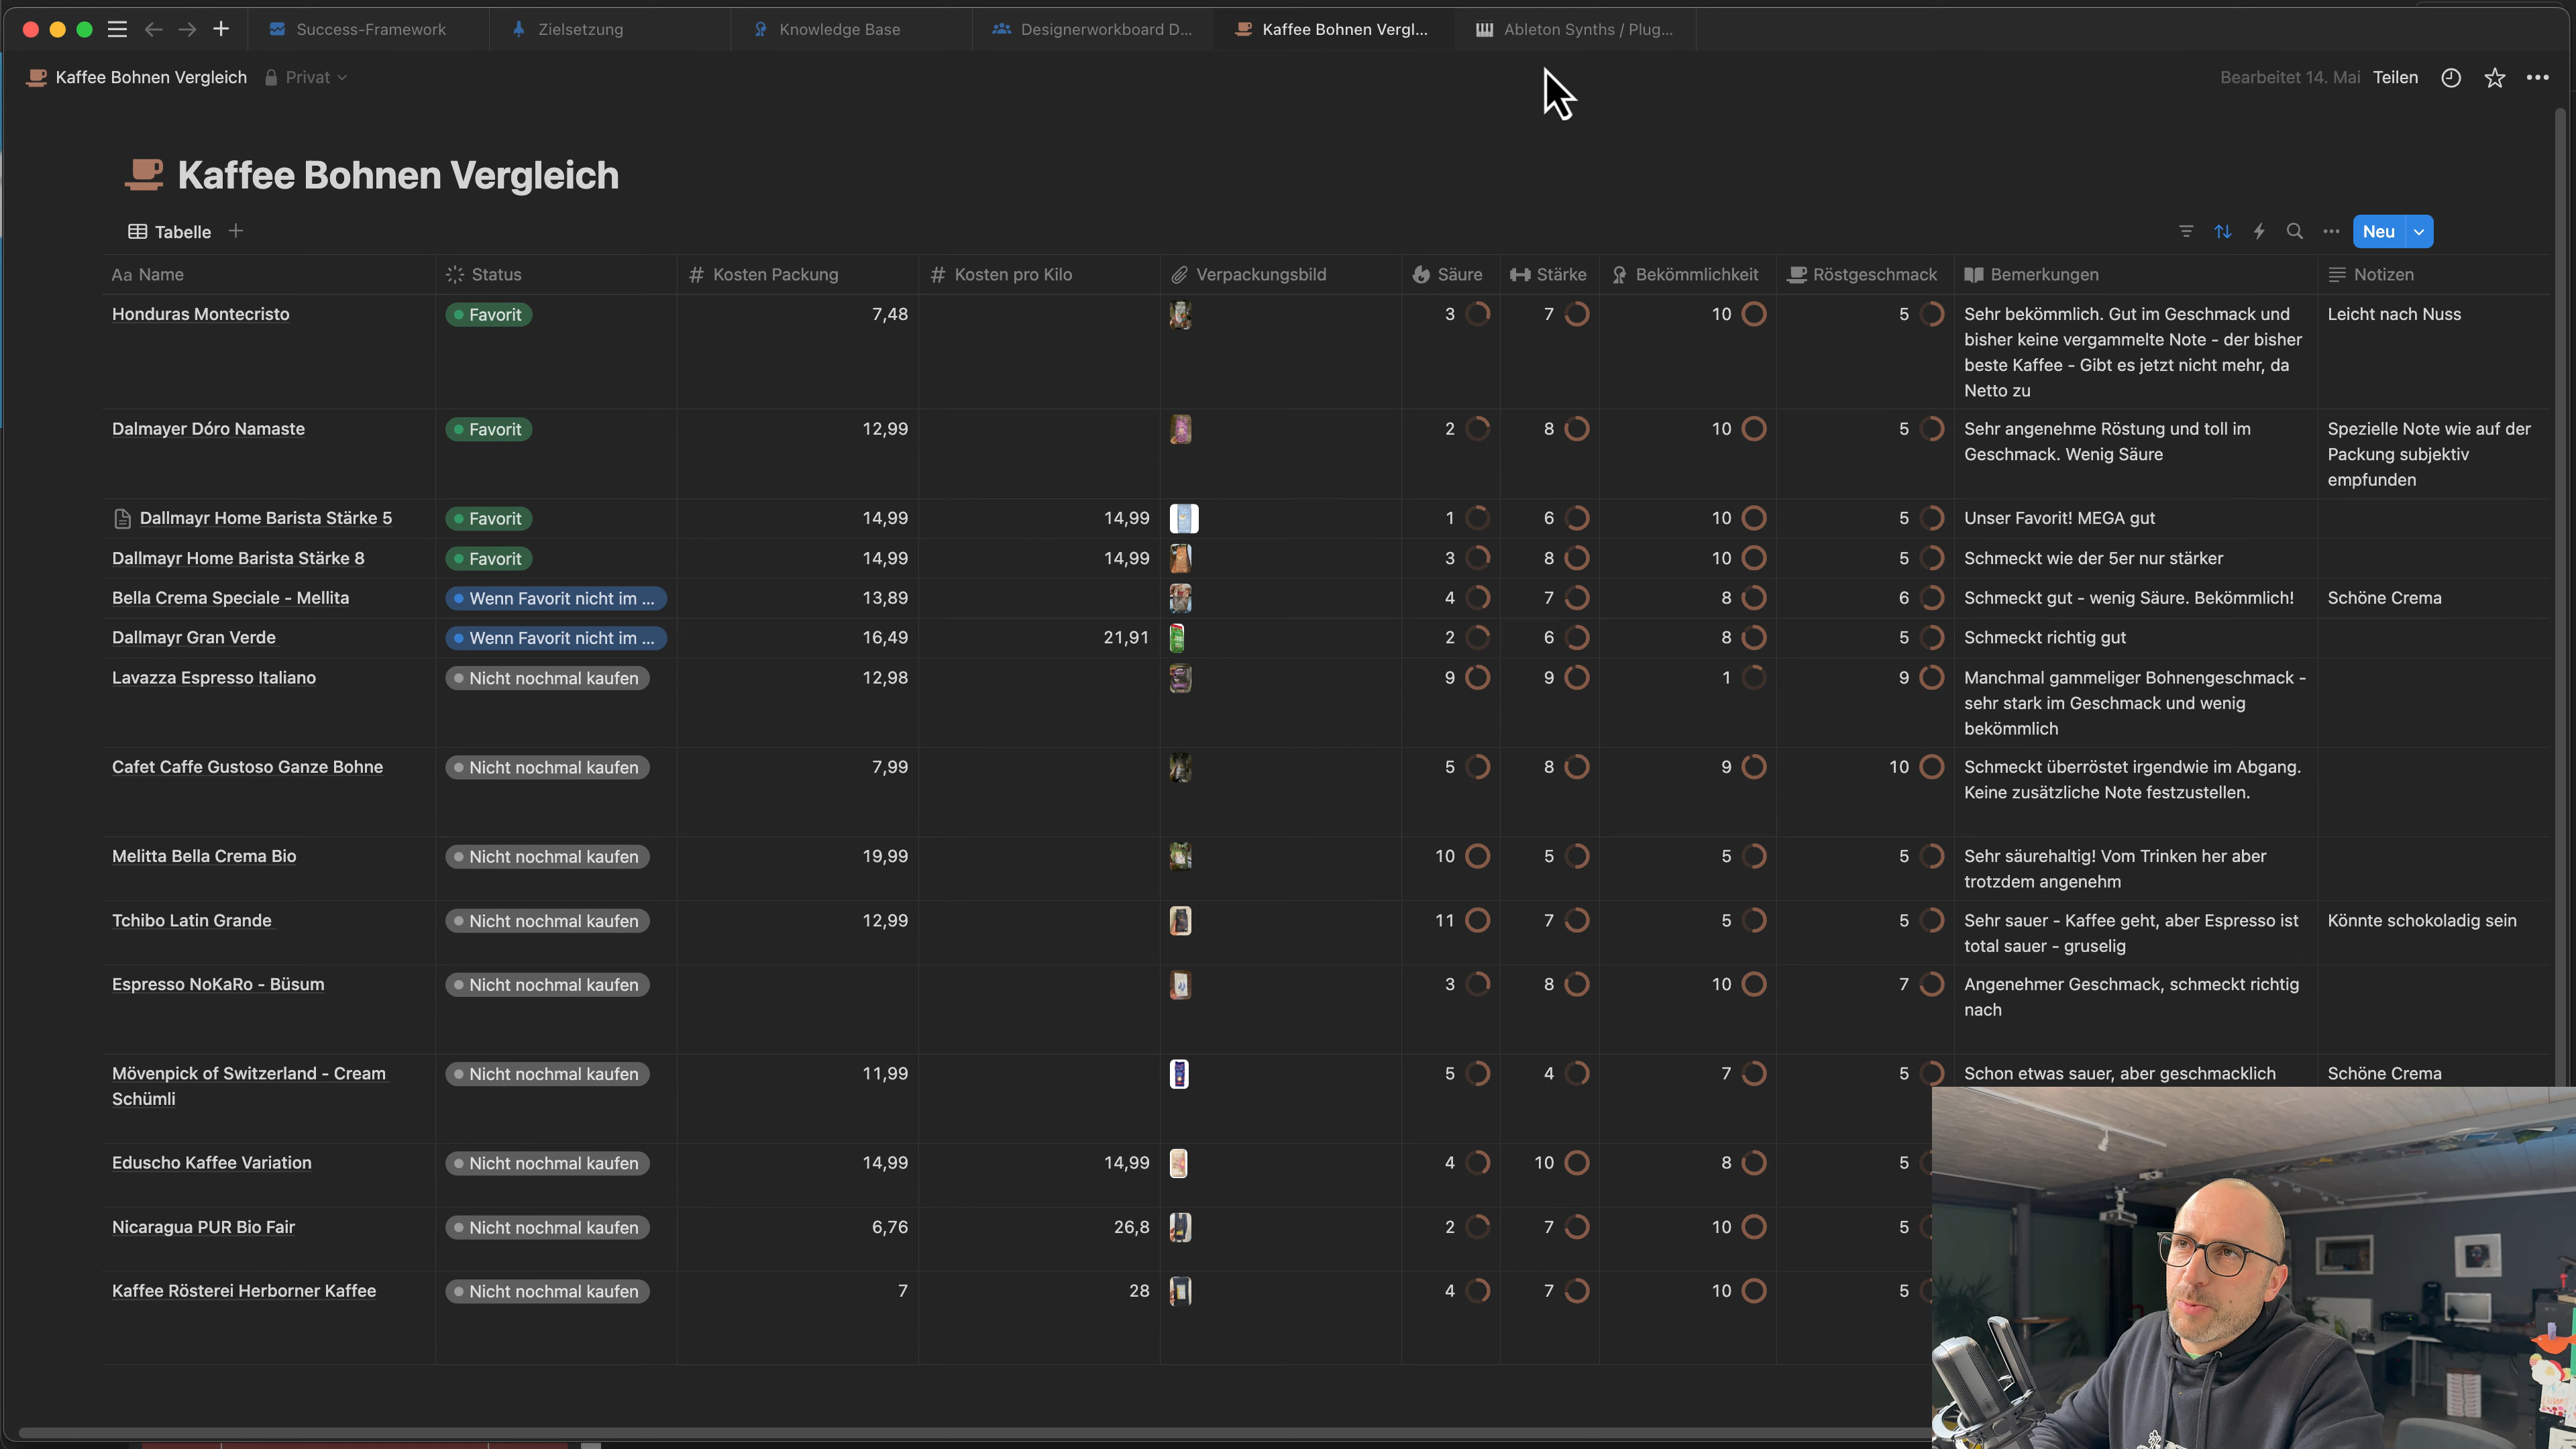 Success-Framework
Zielsetzung
Knowledge Base
Designerworkboard D...
Kaffee Bohnen Vergl...
Ableton Synths / Plug...
Kaffee Bohnen Vergleich
Privat
Bearbeitet 14. Mai
Teilen
Kaffee Bohnen Vergleich
Tabelle
Neu
Aa Name
Status
# Kosten Packung
# Kosten pro Kilo
Verpackungsbild
Säure
Stärke
Bekömmlichkeit
Röstgeschmack
Bemerkungen
Notizen
Honduras Montecristo
Favorit
7,48
3
7
10
5
Sehr bekömmlich. Gut im Geschmack und
bisher keine vergammelte Note - der bisher
beste Kaffee - Gibt es jetzt nicht mehr, da
Netto zu
Leicht nach Nuss
Dalmayer Dóro Namaste
Favorit
12,99
2
8
10
5
Sehr angenehme Röstung und toll im
Geschmack. Wenig Säure
Spezielle Note wie auf der
Packung subjektiv
empfunden
Dallmayr Home Barista Stärke 5
Favorit
14,99
14,99
1
6
10
5
Unser Favorit! MEGA gut
Dallmayr Home Barista Stärke 8
Favorit
14,99
14,99
3
8
10
5
Schmeckt wie der 5er nur stärker
Bella Crema Speciale - Mellita
Wenn Favorit nicht im ...
13,89
4
7
8
6
Schmeckt gut - wenig Säure. Bekömmlich!
Schöne Crema
Dallmayr Gran Verde
Wenn Favorit nicht im ...
16,49
21,91
2
6
8
5
Schmeckt richtig gut
Lavazza Espresso Italiano
Nicht nochmal kaufen
12,98
9
9
1
9
Manchmal gammeliger Bohnengeschmack -
sehr stark im Geschmack und wenig
bekömmlich
Cafet Caffe Gustoso Ganze Bohne
Nicht nochmal kaufen
7,99
5
8
9
10
Schmeckt überröstet irgendwie im Abgang.
Keine zusätzliche Note festzustellen.
Melitta Bella Crema Bio
Nicht nochmal kaufen
19,99
10
5
5
5
Sehr säurehaltig! Vom Trinken her aber
trotzdem angenehm
Tchibo Latin Grande
Nicht nochmal kaufen
12,99
11
7
5
5
Sehr sauer - Kaffee geht, aber Espresso ist
total sauer - gruselig
Könnte schokoladig sein
Espresso NoKaRo - Büsum
Nicht nochmal kaufen
3
8
10
7
Angenehmer Geschmack, schmeckt richtig
nach
Mövenpick of Switzerland - Cream
Schümli
Nicht nochmal kaufen
11,99
5
4
7
5
Schon etwas sauer, aber geschmacklich
Schöne Crema
Eduscho Kaffee Variation
Nicht nochmal kaufen
14,99
14,99
4
10
8
5
Nicaragua PUR Bio Fair
Nicht nochmal kaufen
6,76
26,8
2
7
10
5
Kaffee Rösterei Herborner Kaffee
Nicht nochmal kaufen
7
28
4
7
10
5